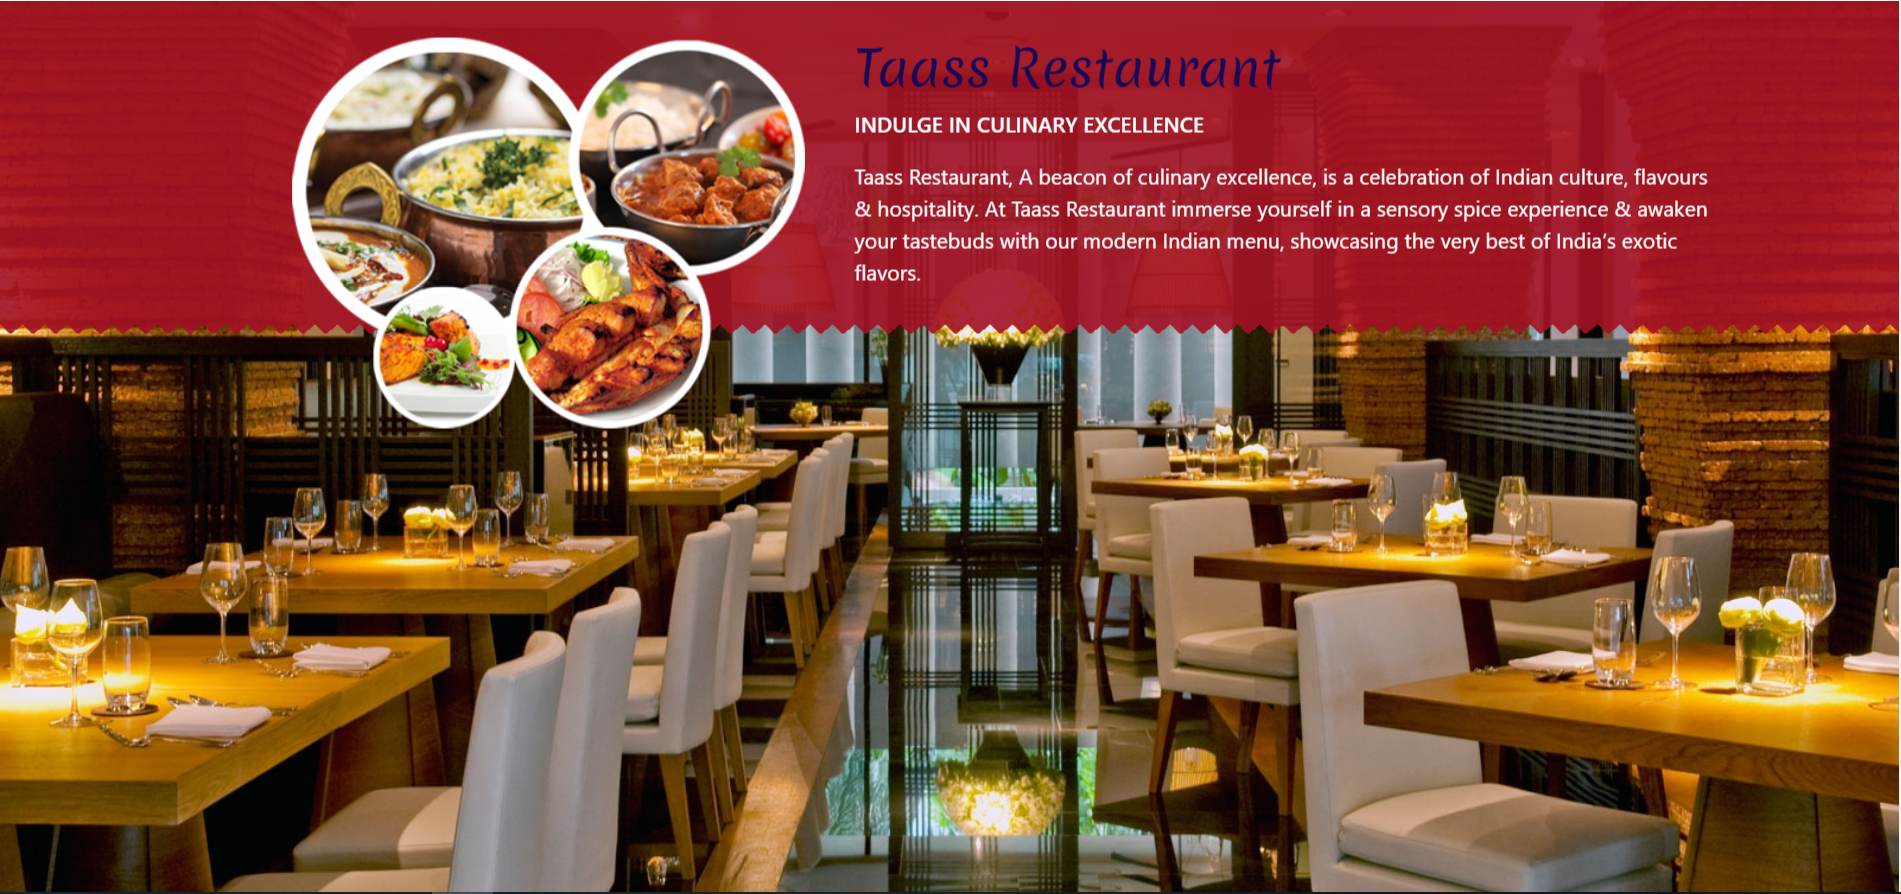 Taass Restaurant
INDULGE IN CULINARY EXCELLENCE
Taass Restaurant, A beacon of culinary excellence, is a celebration of Indian culture, flavours
& hospitality. At Taass Restaurant immerse yourself in a sensory spice experience & awaken
your tastebuds with our modern Indian menu, showcasing the very best of India's exotic
flavors.